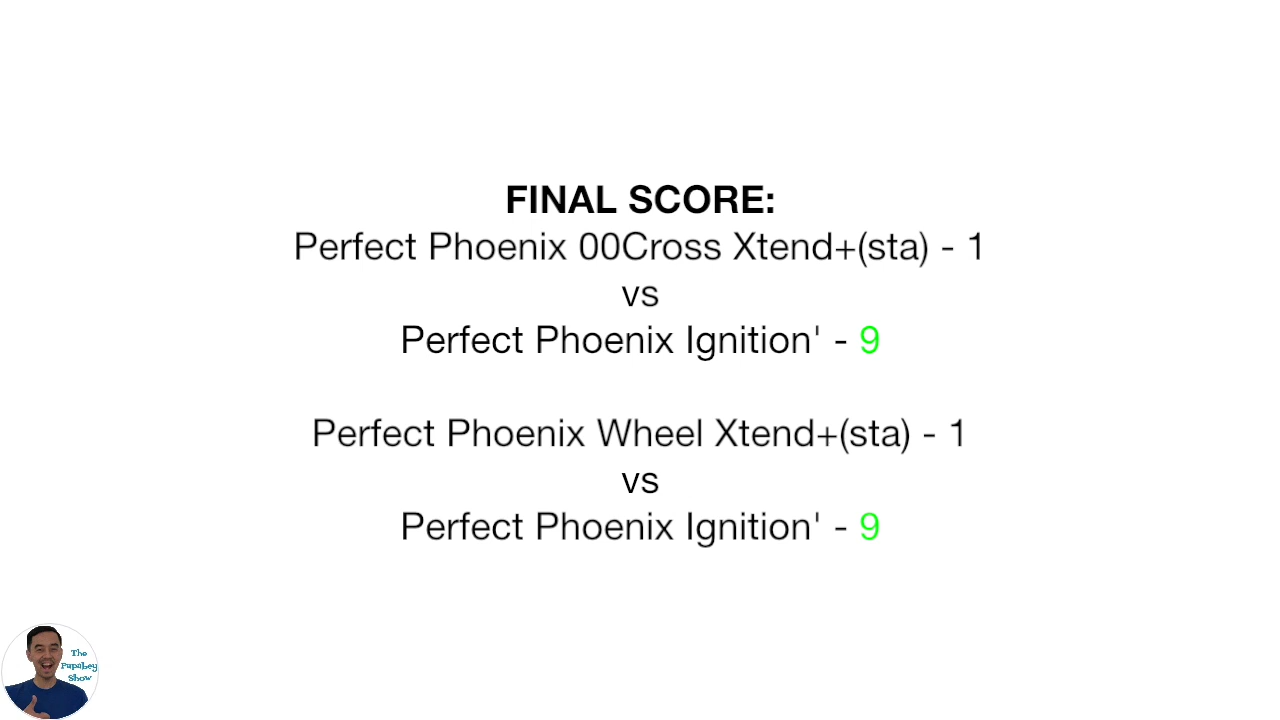 FINAL SCORE:
Perfect Phoenix 00Cross Xtend+(sta) - 1
vs
Perfect Phoenix Ignition' - 9
Perfect Phoenix Wheel Xtend+(sta) - 1
vs
Perfect Phoenix Ignition' - 9
The
Pupabey
Show